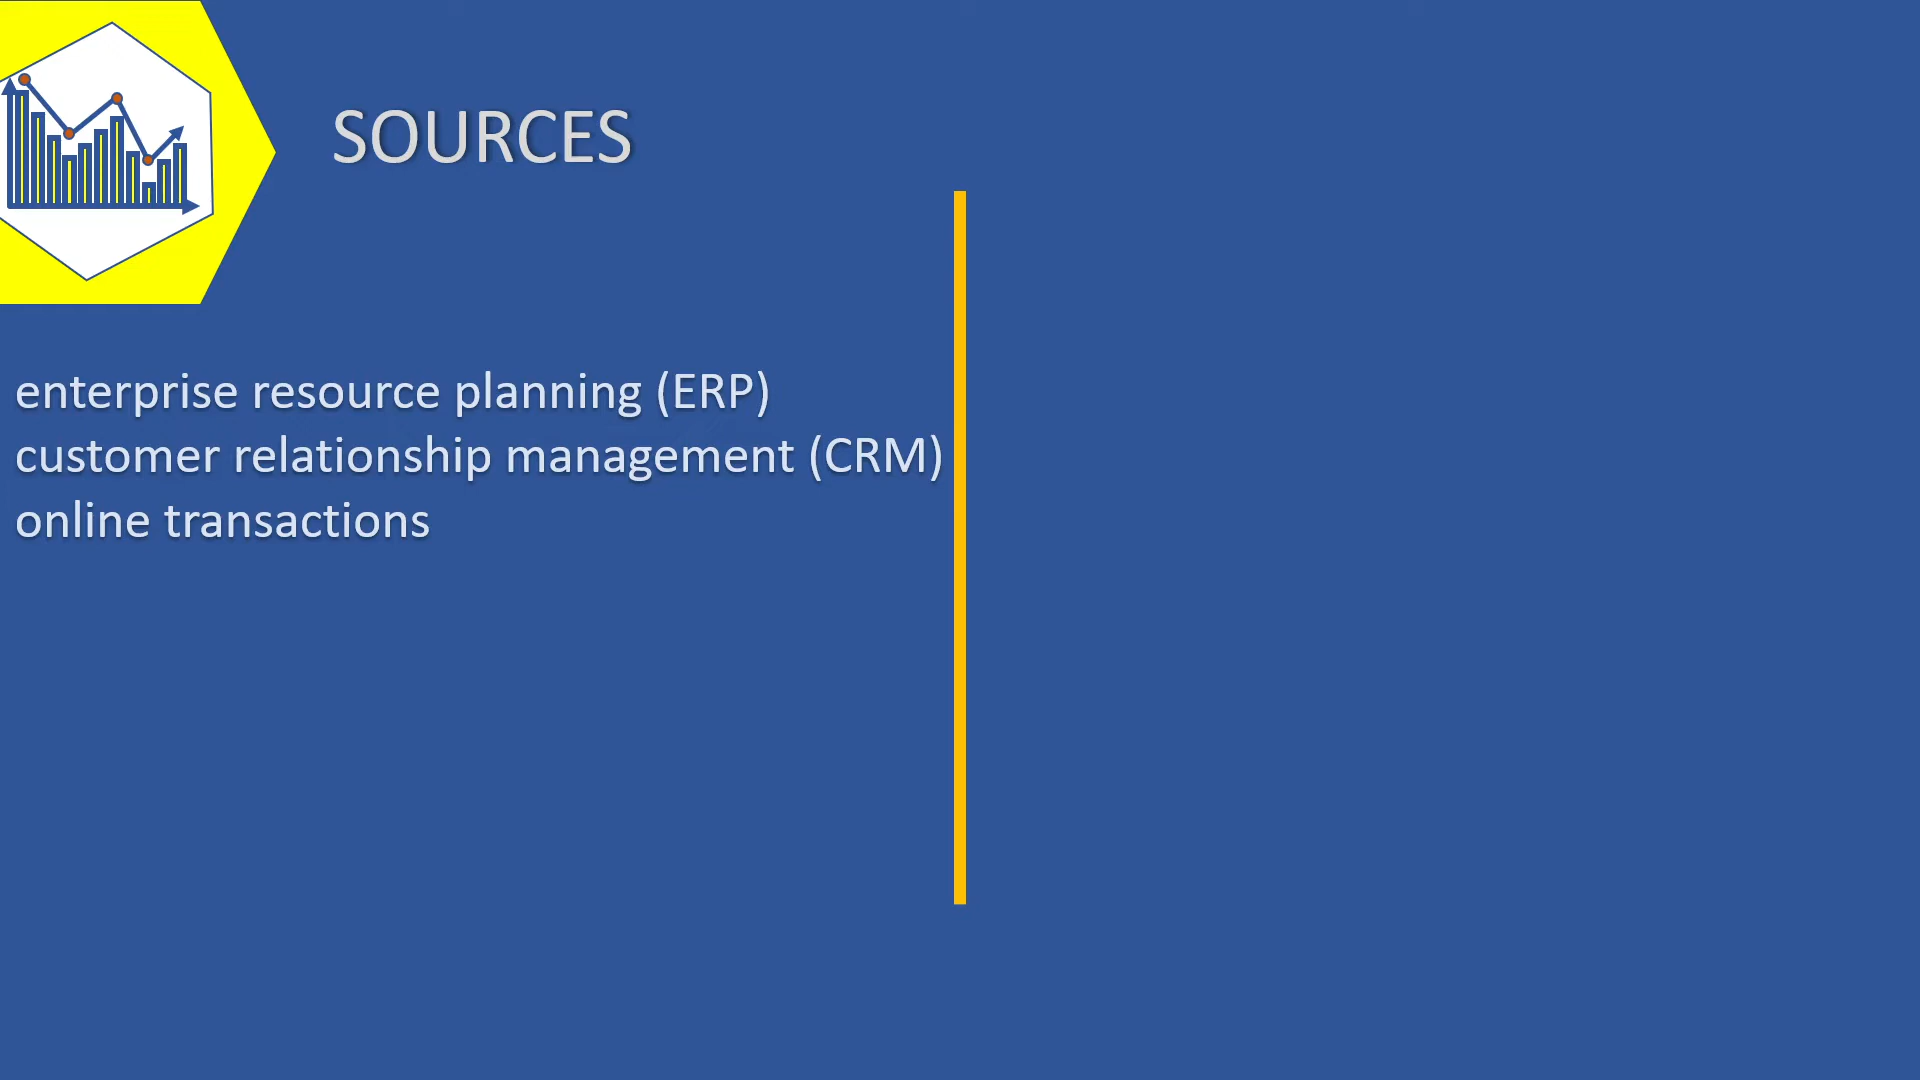 SOURCES
enterprise resource planning (ERP)
customer relationship management (CRM)
online transactions